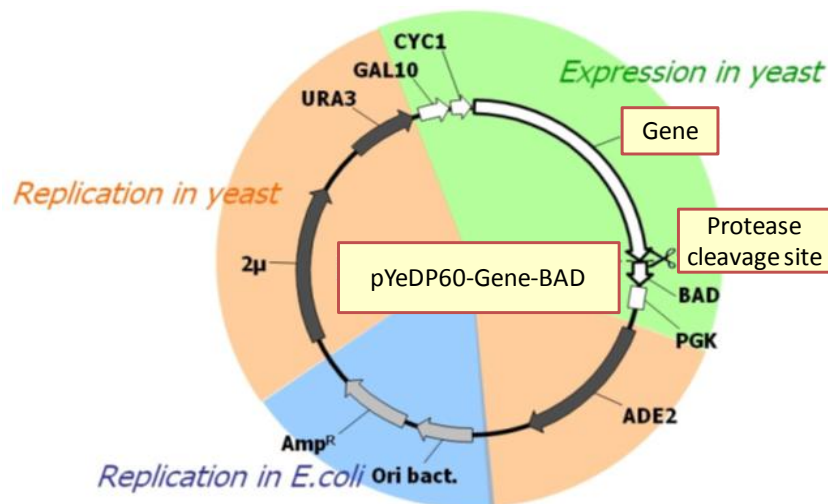 CYC1
GAL10
Expression in yeast
URA3
Gene
Replication in yeast
Protease
cleavage site
2μ
pYeDP60-Gene-BAD
BAD
PGK
ADE2
Ampᴿ
Replication in E.coli
Ori bact.